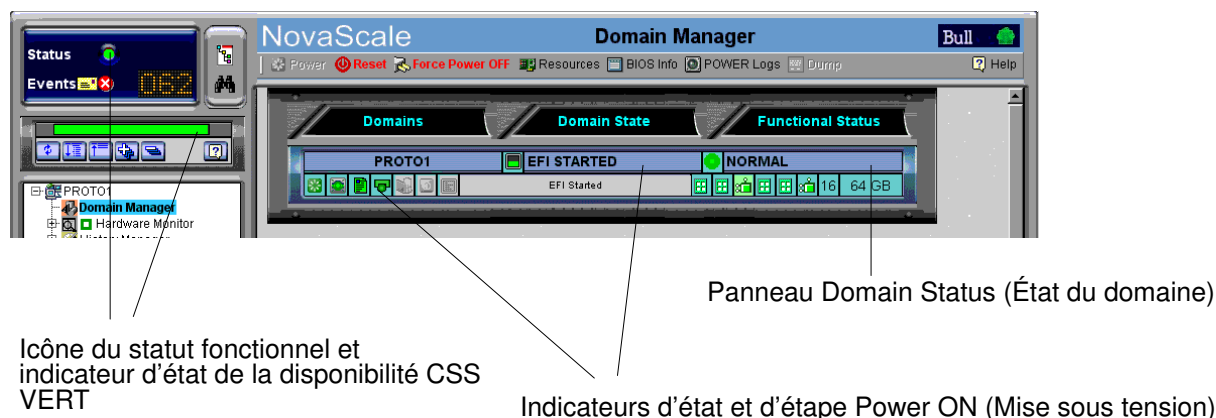 Status
Events 062
NovaScale Domain Manager Bull
Power Reset Force Power OFF Resources BIOS Info POWER Logs Dump Help
Domains Domain State Functional Status
PROTO1 EFI STARTED NORMAL
EFI Started 16 64 GB
PROTO1
Domain Manager
Hardware Monitor
History Manager
Panneau Domain Status (État du domaine)
Icône du statut fonctionnel et
indicateur d'état de la disponibilité CSS
VERT
Indicateurs d'état et d'étape Power ON (Mise sous tension)